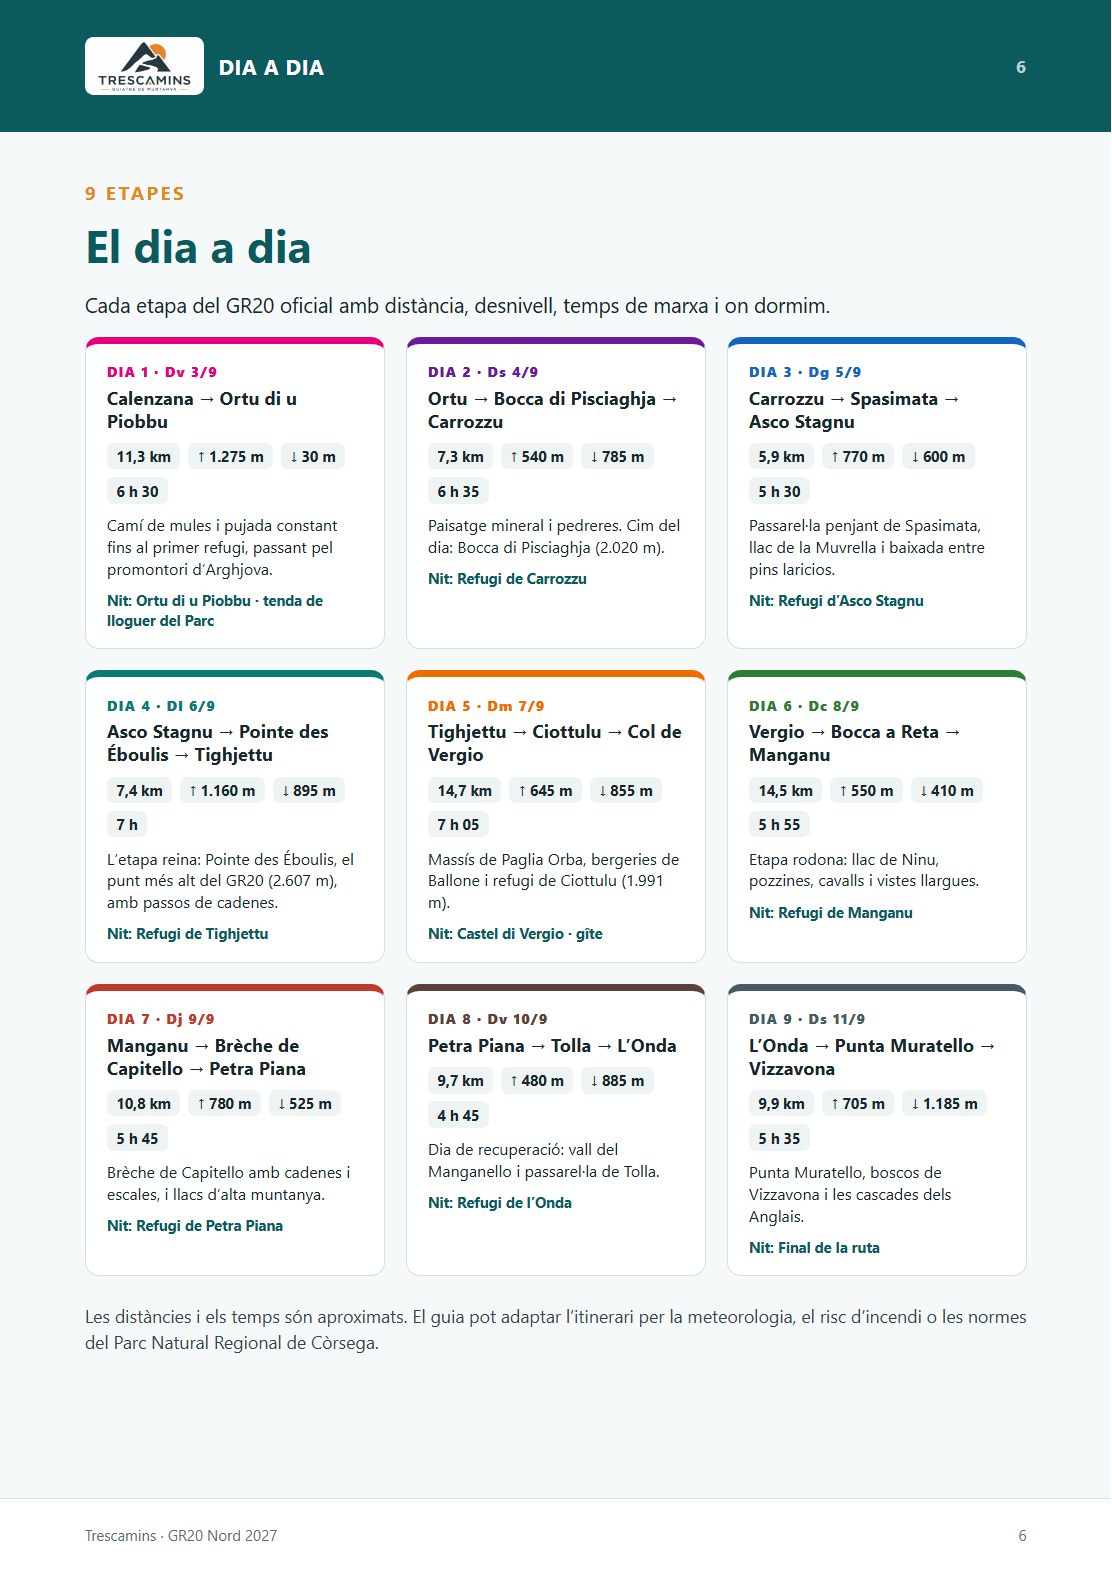 TRESCAMINS
GUIATGE DE MUNTANYA
DIA A DIA
6
9 ETAPES
El dia a dia
Cada etapa del GR20 oficial amb distància, desnivell, temps de marxa i on dormim.
DIA 1 · Dv 3/9
Calenzana → Ortu di u
Piobbu
11,3 km ↑ 1.275 m ↓ 30 m
6 h 30
Camí de mules i pujada constant
fins al primer refugi, passant pel
promontori d’Arghjova.
Nit: Ortu di u Piobbu · tenda de
lloguer del Parc
DIA 2 · Ds 4/9
Ortu → Bocca di Pisciaghja →
Carrozzu
7,3 km ↑ 540 m ↓ 785 m
6 h 35
Paisatge mineral i pedreres. Cim del
dia: Bocca di Pisciaghja (2.020 m).
Nit: Refugi de Carrozzu
DIA 3 · Dg 5/9
Carrozzu → Spasimata →
Asco Stagnu
5,9 km ↑ 770 m ↓ 600 m
5 h 30
Passarel·la penjant de Spasimata,
llac de la Muvrella i baixada entre
pins laricios.
Nit: Refugi d’Asco Stagnu
DIA 4 · Dl 6/9
Asco Stagnu → Pointe des
Éboulis → Tighjettu
7,4 km ↑ 1.160 m ↓ 895 m
7 h
L’etapa reina: Pointe des Éboulis, el
punt més alt del GR20 (2.607 m),
amb passos de cadenes.
Nit: Refugi de Tighjettu
DIA 5 · Dm 7/9
Tighjettu → Ciottulu → Col de
Vergio
14,7 km ↑ 645 m ↓ 855 m
7 h 05
Massís de Paglia Orba, bergeries de
Ballone i refugi de Ciottulu (1.991
m).
Nit: Castel di Vergio · gîte
DIA 6 · Dc 8/9
Vergio → Bocca a Reta →
Manganu
14,5 km ↑ 550 m ↓ 410 m
5 h 55
Etapa rodona: llac de Ninu,
pozzines, cavalls i vistes llargues.
Nit: Refugi de Manganu
DIA 7 · Dj 9/9
Manganu → Brèche de
Capitello → Petra Piana
10,8 km ↑ 780 m ↓ 525 m
5 h 45
Brèche de Capitello amb cadenes i
escales, i llacs d’alta muntanya.
Nit: Refugi de Petra Piana
DIA 8 · Dv 10/9
Petra Piana → Tolla → L’Onda
9,7 km ↑ 480 m ↓ 885 m
4 h 45
Dia de recuperació: vall del
Manganello i passarel·la de Tolla.
Nit: Refugi de l’Onda
DIA 9 · Ds 11/9
L’Onda → Punta Muratello →
Vizzavona
9,9 km ↑ 705 m ↓ 1.185 m
5 h 35
Punta Muratello, boscos de
Vizzavona i les cascades dels
Anglais.
Nit: Final de la ruta
Les distàncies i els temps són aproximats. El guia pot adaptar l’itinerari per la meteorologia, el risc d’incendi o les normes
del Parc Natural Regional de Còrsega.
Trescamins · GR20 Nord 2027
6